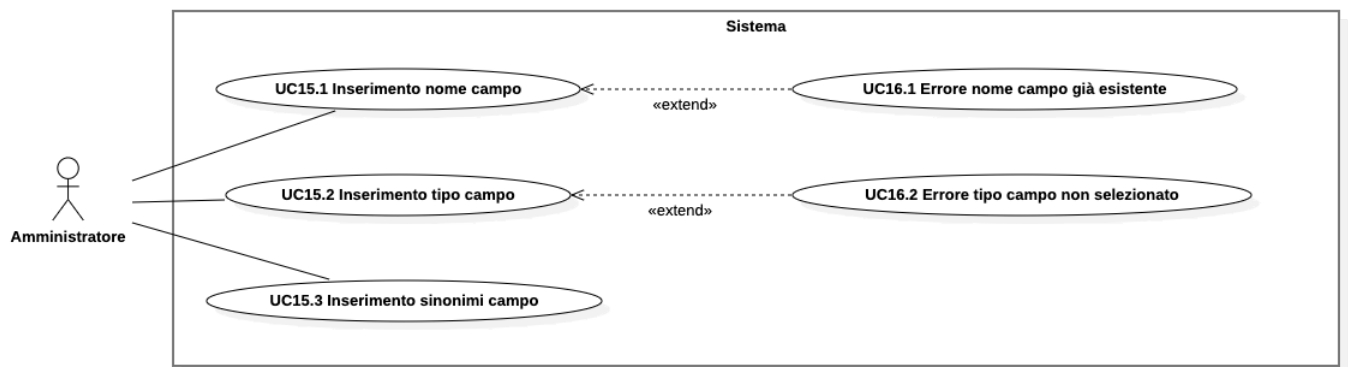 Sistema
UC15.1 Inserimento nome campo
«extend»
UC16.1 Errore nome campo già esistente
UC15.2 Inserimento tipo campo
«extend»
UC16.2 Errore tipo campo non selezionato
Amministratore
UC15.3 Inserimento sinonimi campo